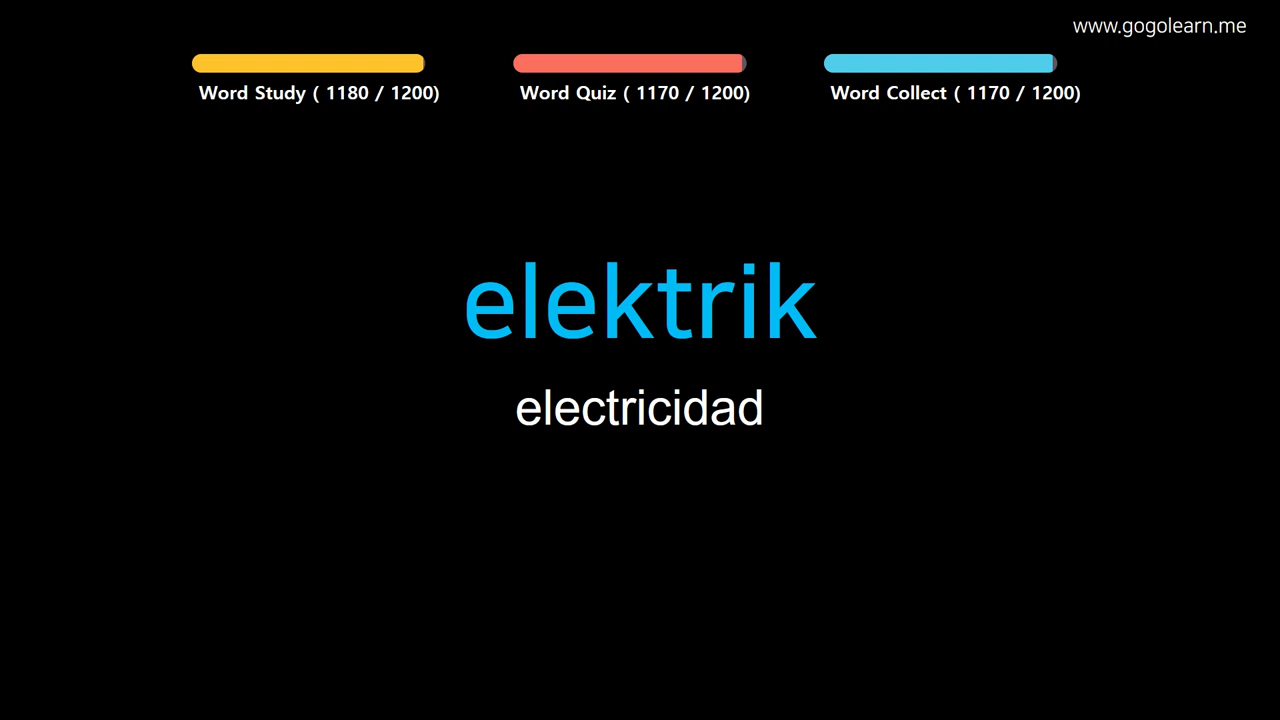 www.gogolearn.me
Word Study ( 1180 / 1200)
Word Quiz ( 1170 / 1200)
Word Collect ( 1170 / 1200)
elektrik
electricidad